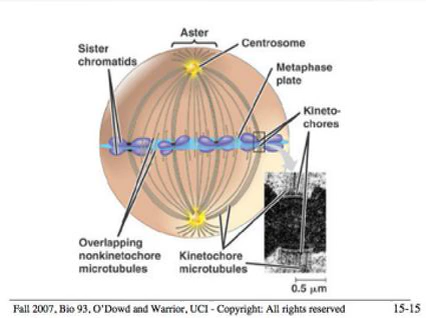 Aster
Centrosome
Sister
chromatids
Metaphase
plate
Kineto-
chores
Overlapping
nonkinetochore
microtubules
Kinetochore
microtubules
0.5 µm
Fall 2007, Bio 93, O'Dowd and Warrior, UCI - Copyright: All rights reserved
15-15